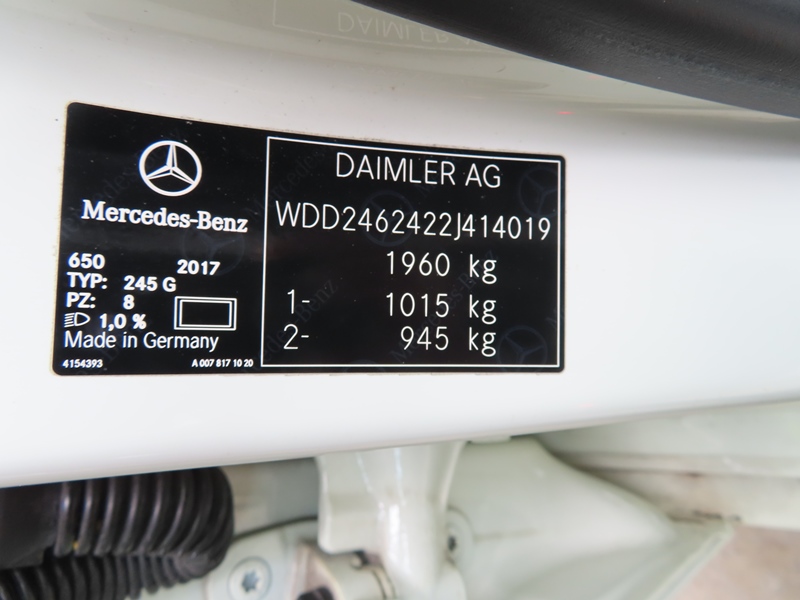 Mercedes-Benz
650 2017
TYP: 245 G
PZ: 8
1,0 %
Made in Germany
4154393 A 007 817 10 20
DAIMLER AG
WDD2462422J414019
1960 kg
1- 1015 kg
2- 945 kg